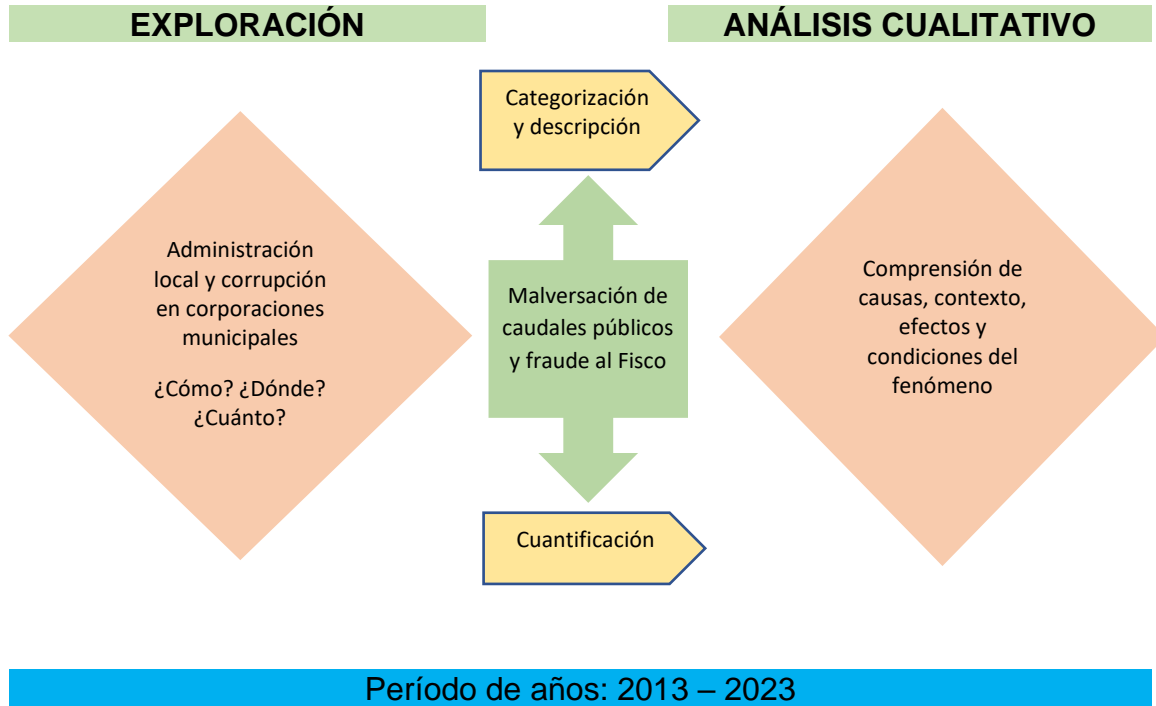 EXPLORACIÓN
ANÁLISIS CUALITATIVO
Categorización
y descripción
Administración
local y corrupción
en corporaciones
municipales
¿Cómo? ¿Dónde?
¿Cuánto?
Malversación de
caudales públicos
y fraude al Fisco
Comprensión de
causas, contexto,
efectos y
condiciones del
fenómeno
Cuantificación
Período de años: 2013 – 2023